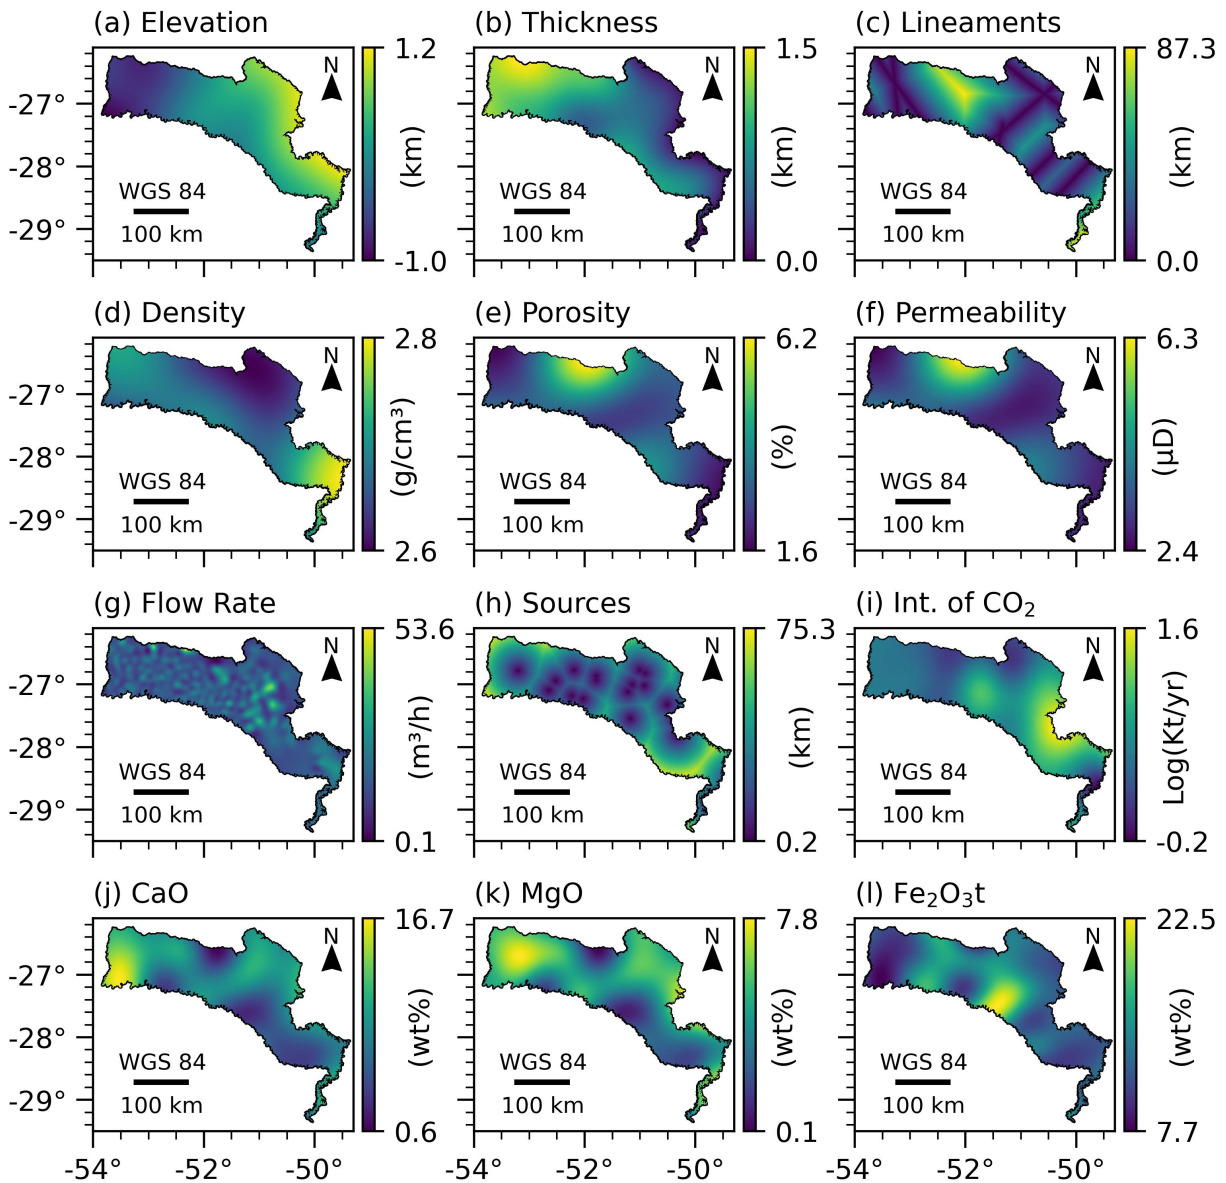 (a) Elevation
(b) Thickness
(c) Lineaments
-27°
-28°
-29°
N
WGS 84
100 km
1.2
(km)
-1.0
N
WGS 84
100 km
1.5
(km)
0.0
N
WGS 84
100 km
87.3
(km)
0.0
(d) Density
(e) Porosity
(f) Permeability
-27°
-28°
-29°
N
WGS 84
100 km
2.8
(g/cm³)
2.6
N
WGS 84
100 km
6.2
(%)
1.6
N
WGS 84
100 km
6.3
(μD)
2.4
(g) Flow Rate
(h) Sources
(i) Int. of CO₂
-27°
-28°
-29°
N
WGS 84
100 km
53.6
(m³/h)
0.1
N
WGS 84
100 km
75.3
(km)
0.2
N
WGS 84
100 km
1.6
Log(Kt/yr)
-0.2
(j) CaO
(k) MgO
(l) Fe₂O₃t
-27°
-28°
-29°
N
WGS 84
100 km
16.7
(wt%)
0.6
N
WGS 84
100 km
7.8
(wt%)
0.1
N
WGS 84
100 km
22.5
(wt%)
7.7
-54° -52° -50°
-54° -52° -50°
-54° -52° -50°